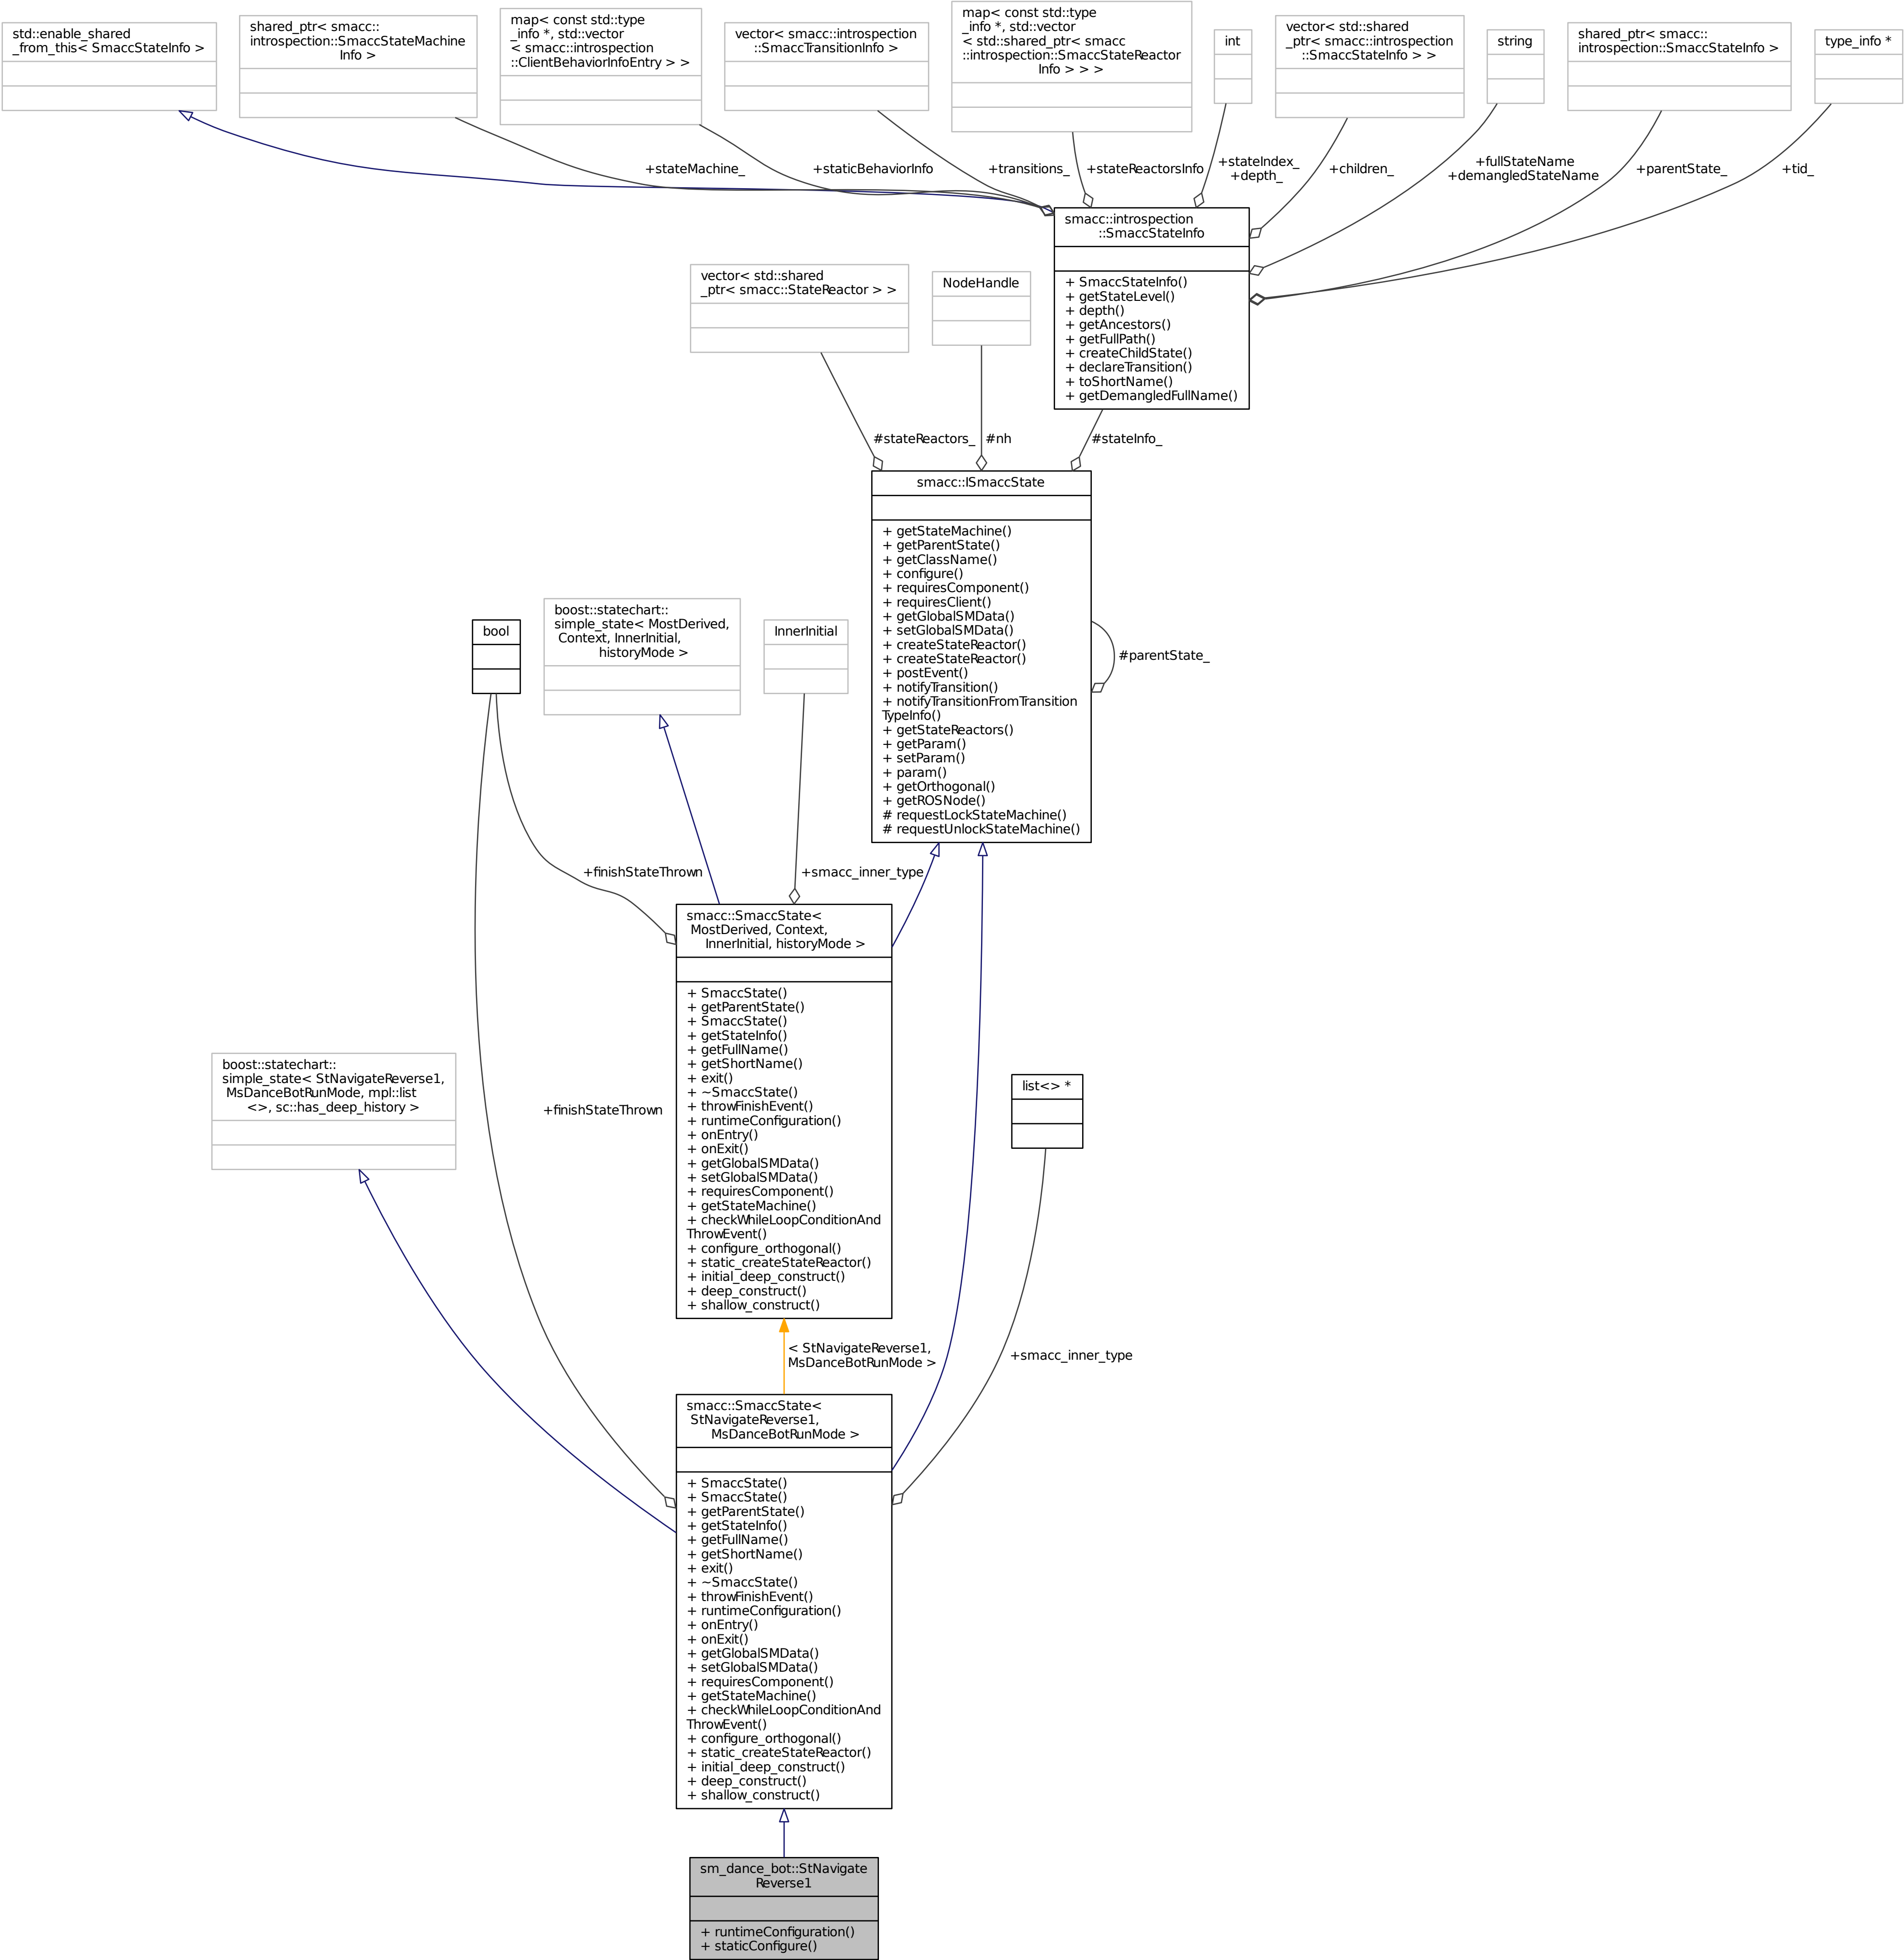 std::enable_shared
_from_this< SmaccStateInfo >
shared_ptr< smacc::
introspection::SmaccStateMachine
Info >
map< const std::type
_info *, std::vector
< smacc::introspection
::ClientBehaviorInfoEntry > >
vector< smacc::introspection
::SmaccTransitionInfo >
map< const std::type
_info *, std::vector
< std::shared_ptr< smacc
::introspection::SmaccStateReactor
Info > > >
int
vector< std::shared
_ptr< smacc::introspection
::SmaccStateInfo > >
string
shared_ptr< smacc::
introspection::SmaccStateInfo >
type_info *
+stateMachine_
+staticBehaviorInfo
+transitions_
+stateReactorsInfo
+stateIndex_
+depth_
+children_
+fullStateName
+demangledStateName
+parentState_
+tid_
smacc::introspection
::SmaccStateInfo
+ SmaccStateInfo()
+ getStateLevel()
+ depth()
+ getAncestors()
+ getFullPath()
+ createChildState()
+ declareTransition()
+ toShortName()
+ getDemangledFullName()
vector< std::shared
_ptr< smacc::StateReactor > >
NodeHandle
#stateReactors_
#nh
#stateInfo_
smacc::ISmaccState
+ getStateMachine()
+ getParentState()
+ getClassName()
+ configure()
+ requiresComponent()
+ requiresClient()
+ getGlobalSMData()
+ setGlobalSMData()
+ createStateReactor()
+ createStateReactor()
+ postEvent()
+ notifyTransition()
+ notifyTransitionFromTransition
TypeInfo()
+ getStateReactors()
+ getParam()
+ setParam()
+ param()
+ getOrthogonal()
+ getROSNode()
# requestLockStateMachine()
# requestUnlockStateMachine()
#parentState_
bool
boost::statechart::
simple_state< MostDerived,
Context, InnerInitial,
historyMode >
InnerInitial
+finishStateThrown
+smacc_inner_type
smacc::SmaccState<
MostDerived, Context,
InnerInitial, historyMode >
+ SmaccState()
+ getParentState()
+ SmaccState()
+ getStateInfo()
+ getFullName()
+ getShortName()
+ exit()
+ ~SmaccState()
+ throwFinishEvent()
+ runtimeConfiguration()
+ onEntry()
+ onExit()
+ getGlobalSMData()
+ setGlobalSMData()
+ requiresComponent()
+ getStateMachine()
+ checkWhileLoopConditionAnd
ThrowEvent()
+ configure_orthogonal()
+ static_createStateReactor()
+ initial_deep_construct()
+ deep_construct()
+ shallow_construct()
boost::statechart::
simple_state< StNavigateReverse1,
MsDanceBotRunMode, mpl::list
<>, sc::has_deep_history >
+finishStateThrown
list<> *
< StNavigateReverse1,
MsDanceBotRunMode >
+smacc_inner_type
smacc::SmaccState<
StNavigateReverse1,
MsDanceBotRunMode >
+ SmaccState()
+ SmaccState()
+ getParentState()
+ getStateInfo()
+ getFullName()
+ getShortName()
+ exit()
+ ~SmaccState()
+ throwFinishEvent()
+ runtimeConfiguration()
+ onEntry()
+ onExit()
+ getGlobalSMData()
+ setGlobalSMData()
+ requiresComponent()
+ getStateMachine()
+ checkWhileLoopConditionAnd
ThrowEvent()
+ configure_orthogonal()
+ static_createStateReactor()
+ initial_deep_construct()
+ deep_construct()
+ shallow_construct()
sm_dance_bot::StNavigate
Reverse1
+ runtimeConfiguration()
+ staticConfigure()